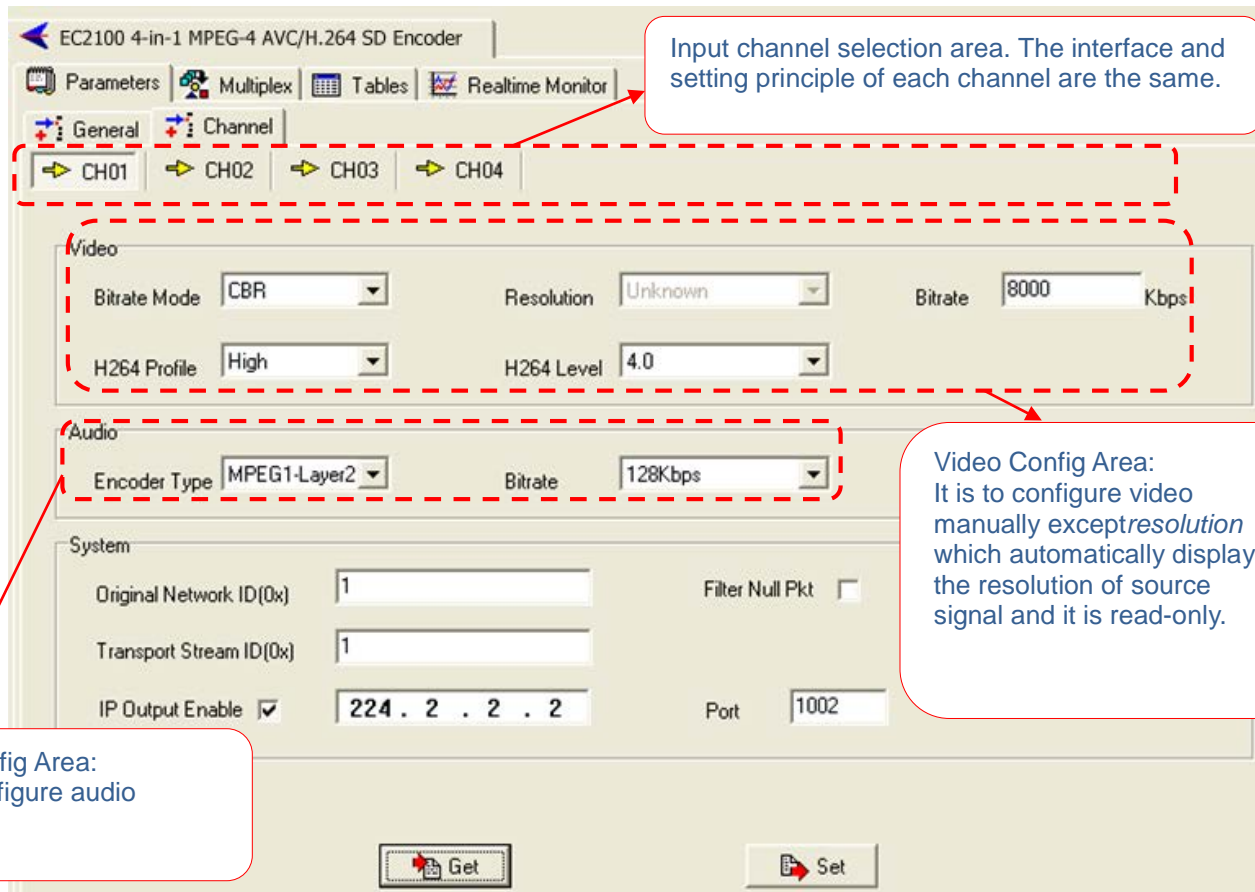 EC2100 4-in-1 MPEG-4 AVC/H.264 SD Encoder
Input channel selection area. The interface and
setting principle of each channel are the same.
Parameters Multiplex Tables Realtime Monitor
General Channel
CH01 CH02 CH03 CH04
Video
Bitrate Mode CBR Resolution Unknown Bitrate 8000 Kbps
H264 Profile High H264 Level 4.0
Audio
Encoder Type MPEG1-Layer2 Bitrate 128Kbps
Video Config Area:
It is to configure video
manually exceptresolution
which automatically display
the resolution of source
signal and it is read-only.
System
Original Network ID(0x) 1 Filter Null Pkt
Transport Stream ID(0x) 1
IP Output Enable 224 . 2 . 2 . 2 Port 1002
fig Area:
figure audio
Get Set